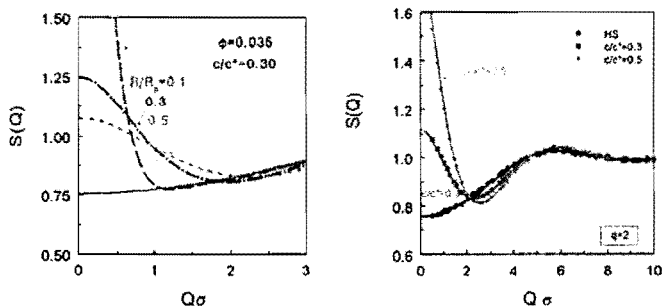 1.50
1.25
1.00
0.75
0.50
S(Q)
ϕ=0.035
c/c*=0.30
R/Rp=0.1
0.3
0.5
0 1 2 3
Qσ
1.6
1.4
1.2
1.0
0.8
0.6
S(Q)
HS
c/c*=0.3
c/c*=0.5
q=2
0 2 4 6 8 10
Qσ